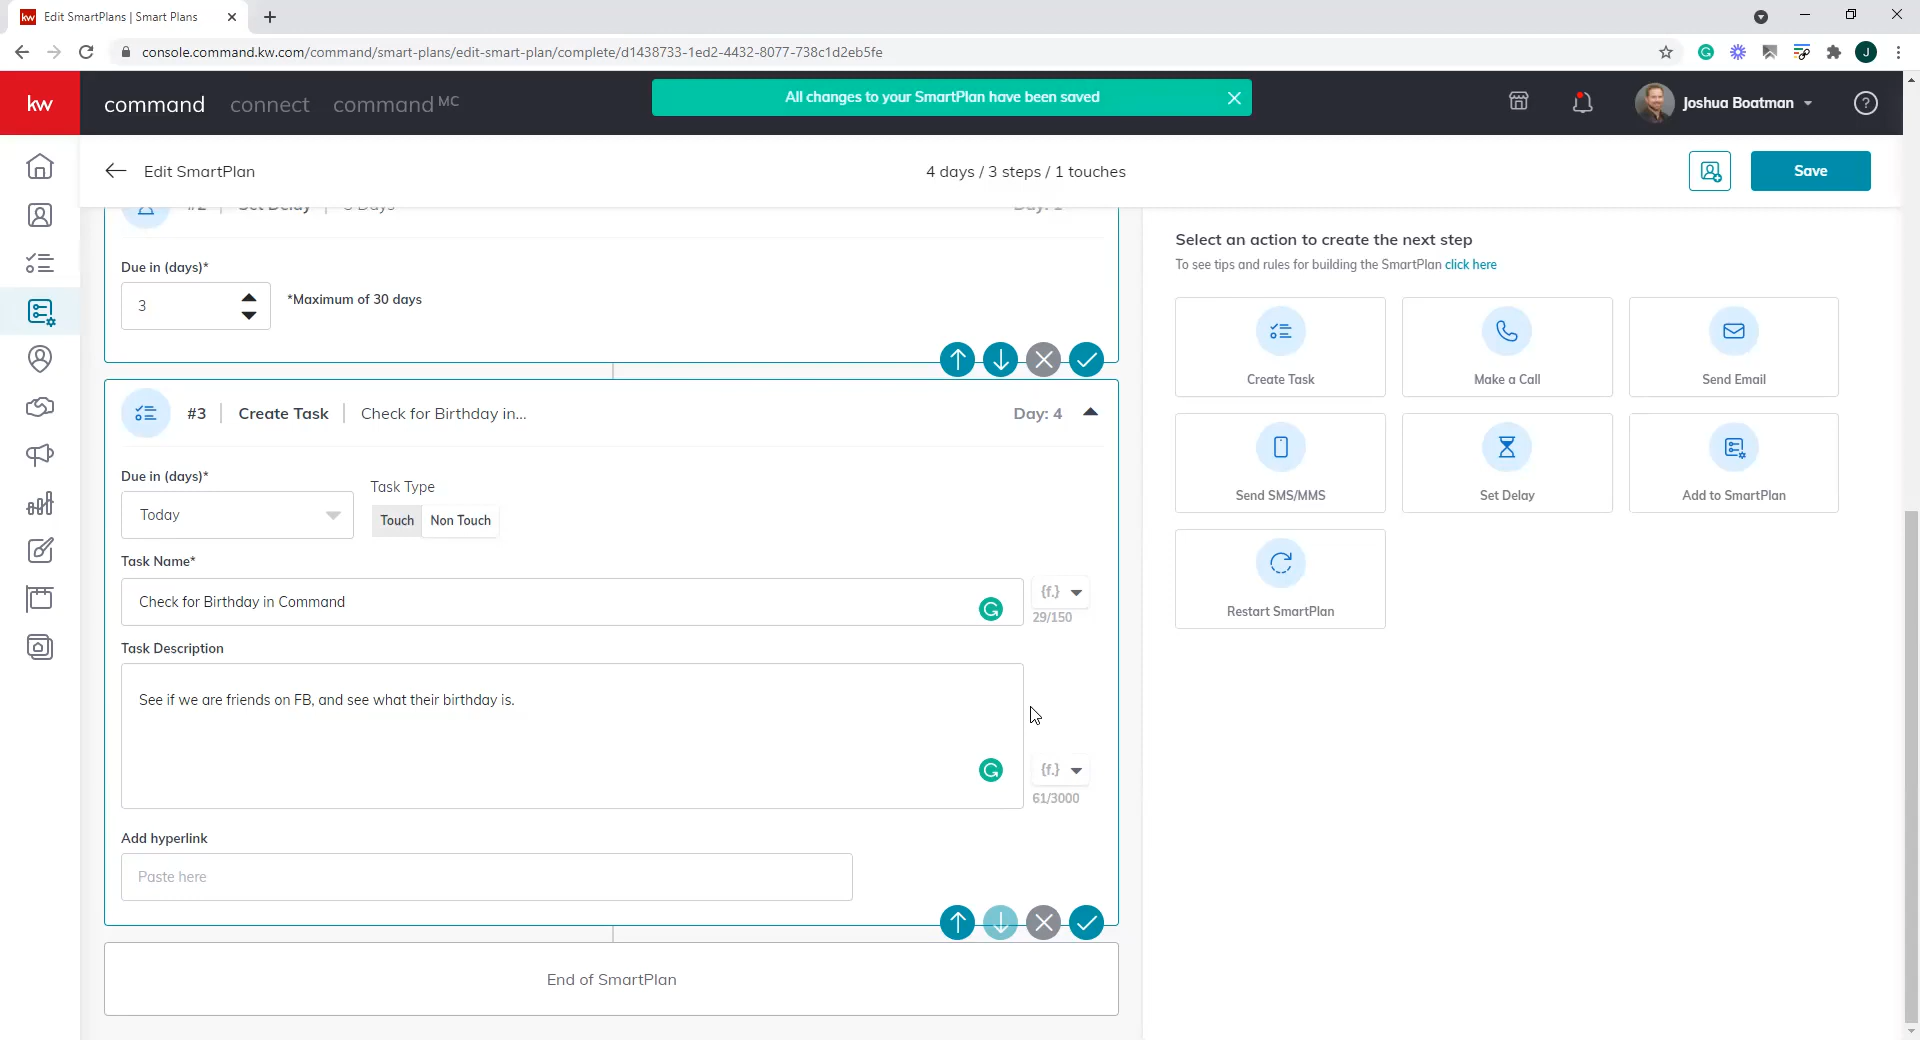 Edit SmartPlans | Smart Plans
console.command.kw.com/command/smart-plans/edit-smart-plan/complete/d1438733-1ed2-4432-8077-738c1d2eb5fe
J
kw
command connect command MC
All changes to your SmartPlan have been saved
Joshua Boatman
Edit SmartPlan
4 days / 3 steps / 1 touches
Save
#2 Set Delay 3 Days Day: 1
Due in (days)*
3
*Maximum of 30 days
#3 Create Task Check for Birthday in... Day: 4
Due in (days)*
Today
Task Type
Touch Non Touch
Task Name*
Check for Birthday in Command
{f.}
29/150
Task Description
See if we are friends on FB, and see what their birthday is.
{f.}
61/3000
Add hyperlink
Paste here
End of SmartPlan
Select an action to create the next step
To see tips and rules for building the SmartPlan click here
Create Task
Make a Call
Send Email
Send SMS/MMS
Set Delay
Add to SmartPlan
Restart SmartPlan